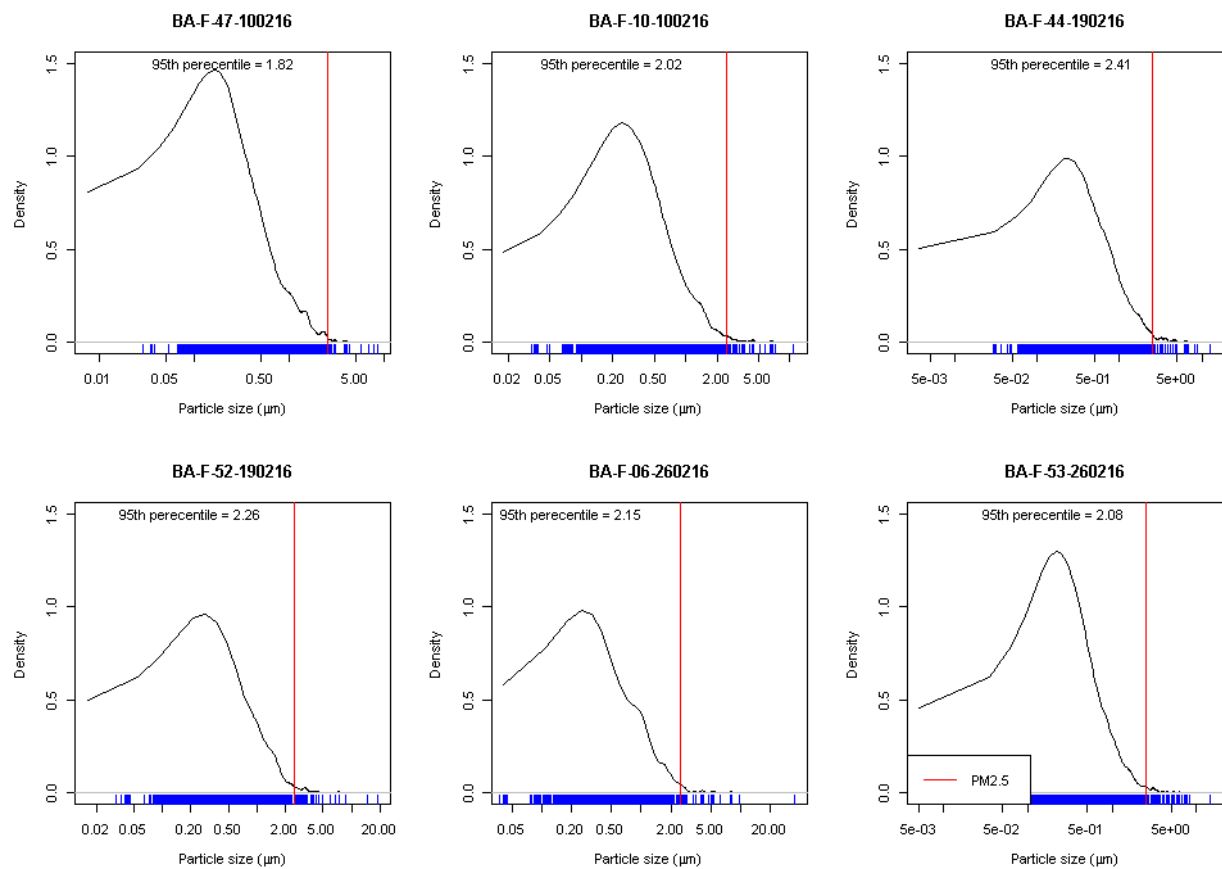 BA-F-47-100216
95th perecentile = 1.82
Density
0.0 0.5 1.0 1.5
0.01 0.05 0.50 5.00
Particle size (µm)
BA-F-10-100216
95th perecentile = 2.02
Density
0.0 0.5 1.0 1.5
0.02 0.05 0.20 0.50 2.00 5.00
Particle size (µm)
BA-F-44-190216
95th perecentile = 2.41
Density
0.0 0.5 1.0 1.5
5e-03 5e-02 5e-01 5e+00
Particle size (µm)
BA-F-52-190216
95th perecentile = 2.26
Density
0.0 0.5 1.0 1.5
0.02 0.05 0.20 0.50 2.00 5.00 20.00
Particle size (µm)
BA-F-06-260216
95th perecentile = 2.15
Density
0.0 0.5 1.0 1.5
0.05 0.20 0.50 2.00 5.00 20.00
Particle size (µm)
BA-F-53-260216
95th perecentile = 2.08
Density
0.0 0.5 1.0 1.5
PM2.5
5e-03 5e-02 5e-01 5e+00
Particle size (µm)